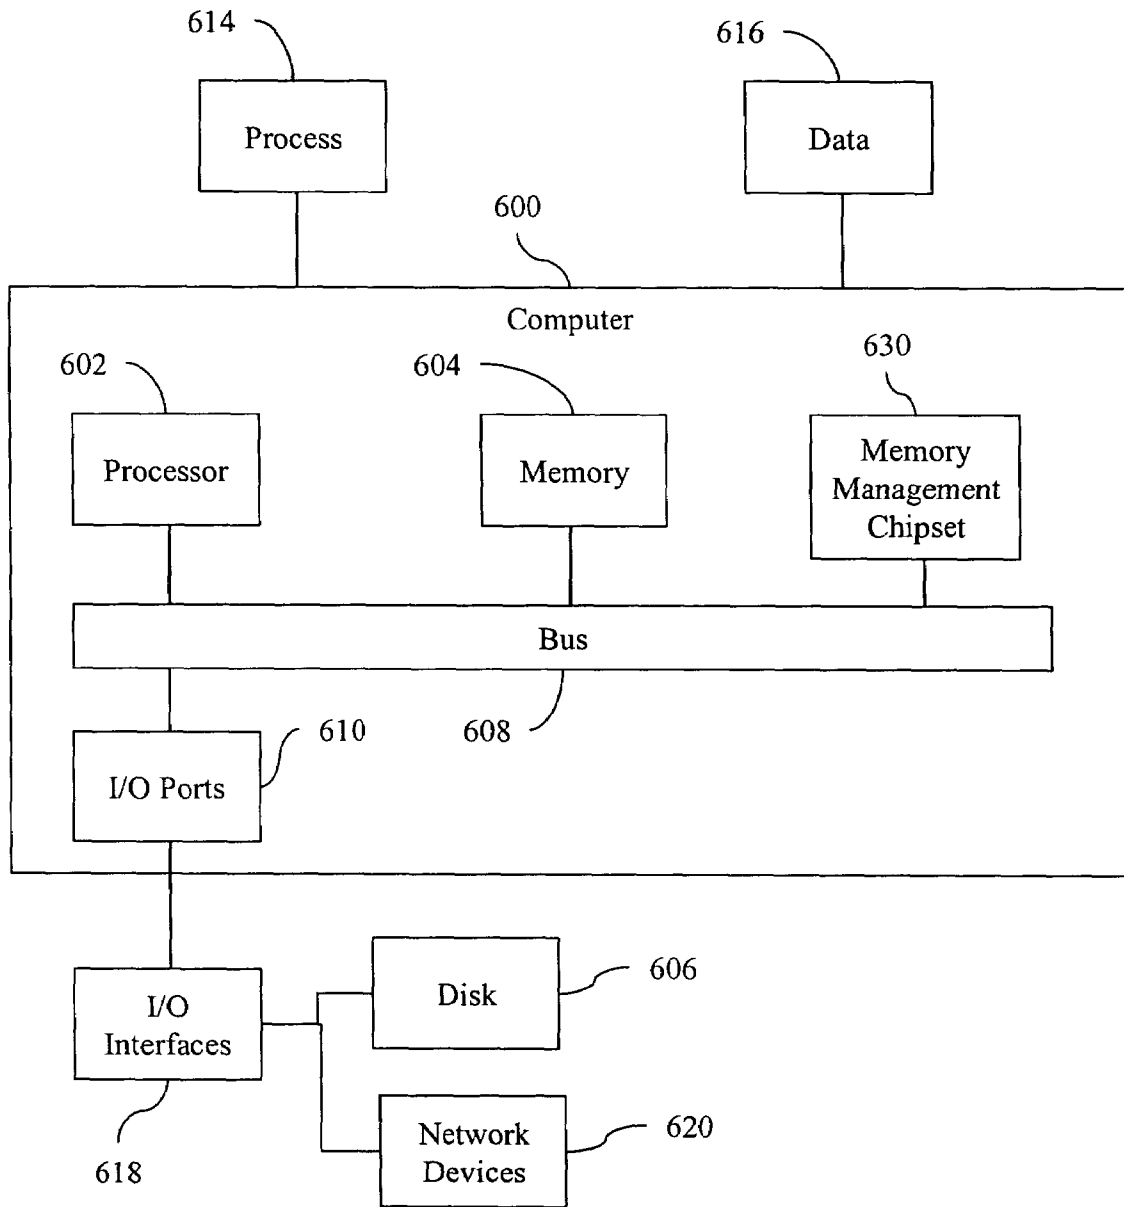 614
616
Process
Data
600
Computer
602
604
630
Processor
Memory
Memory
Management
Chipset
Bus
610
608
I/O Ports
606
I/O
Interfaces
Disk
618
Network
Devices
620